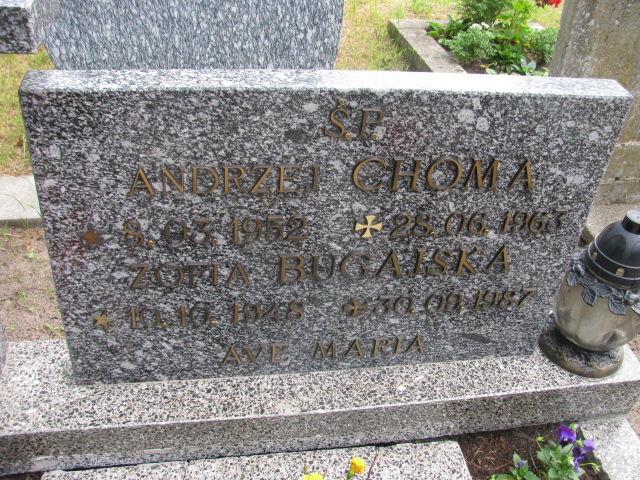 Ś.P.
ANDRZEJ CHOMA
8.03.1952 28.06.1963
ZOFIA BUGAJSKA
10.10.1948 30.09.1987
AVE MARIA